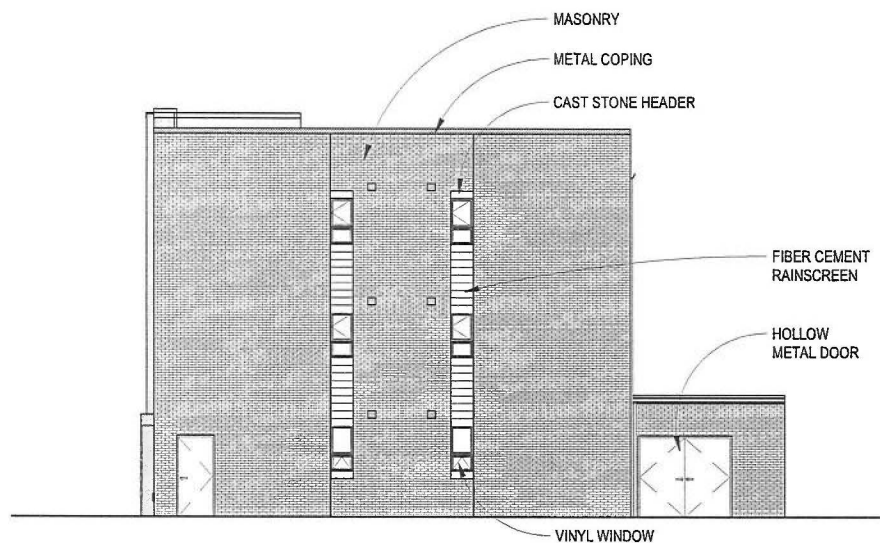 MASONRY
METAL COPING
CAST STONE HEADER
FIBER CEMENT
RAINSCREEN
HOLLOW
METAL DOOR
VINYL WINDOW